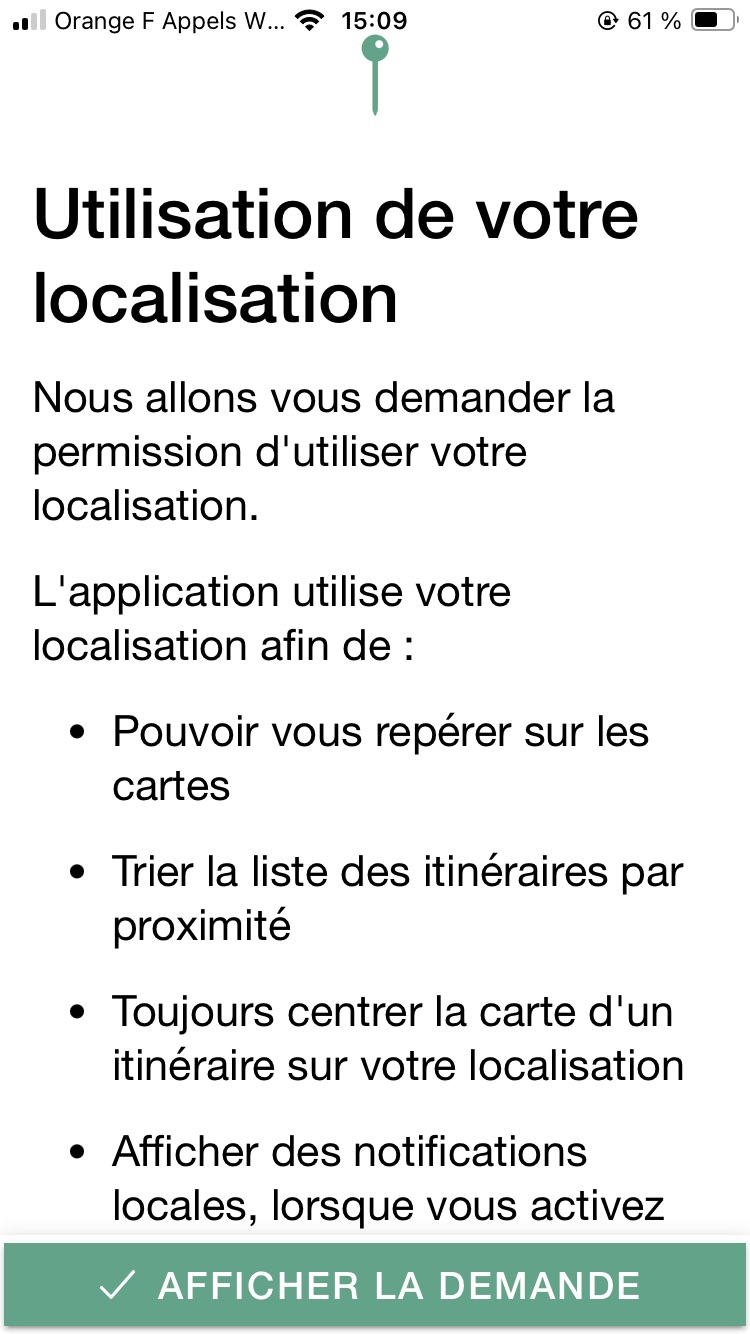 Orange F Appels W... 15:09 61 %
Utilisation de votre
localisation
Nous allons vous demander la
permission d'utiliser votre
localisation.
L'application utilise votre
localisation afin de :
• Pouvoir vous repérer sur les
cartes
• Trier la liste des itinéraires par
proximité
• Toujours centrer la carte d'un
itinéraire sur votre localisation
• Afficher des notifications
locales, lorsque vous activez
AFFICHER LA DEMANDE